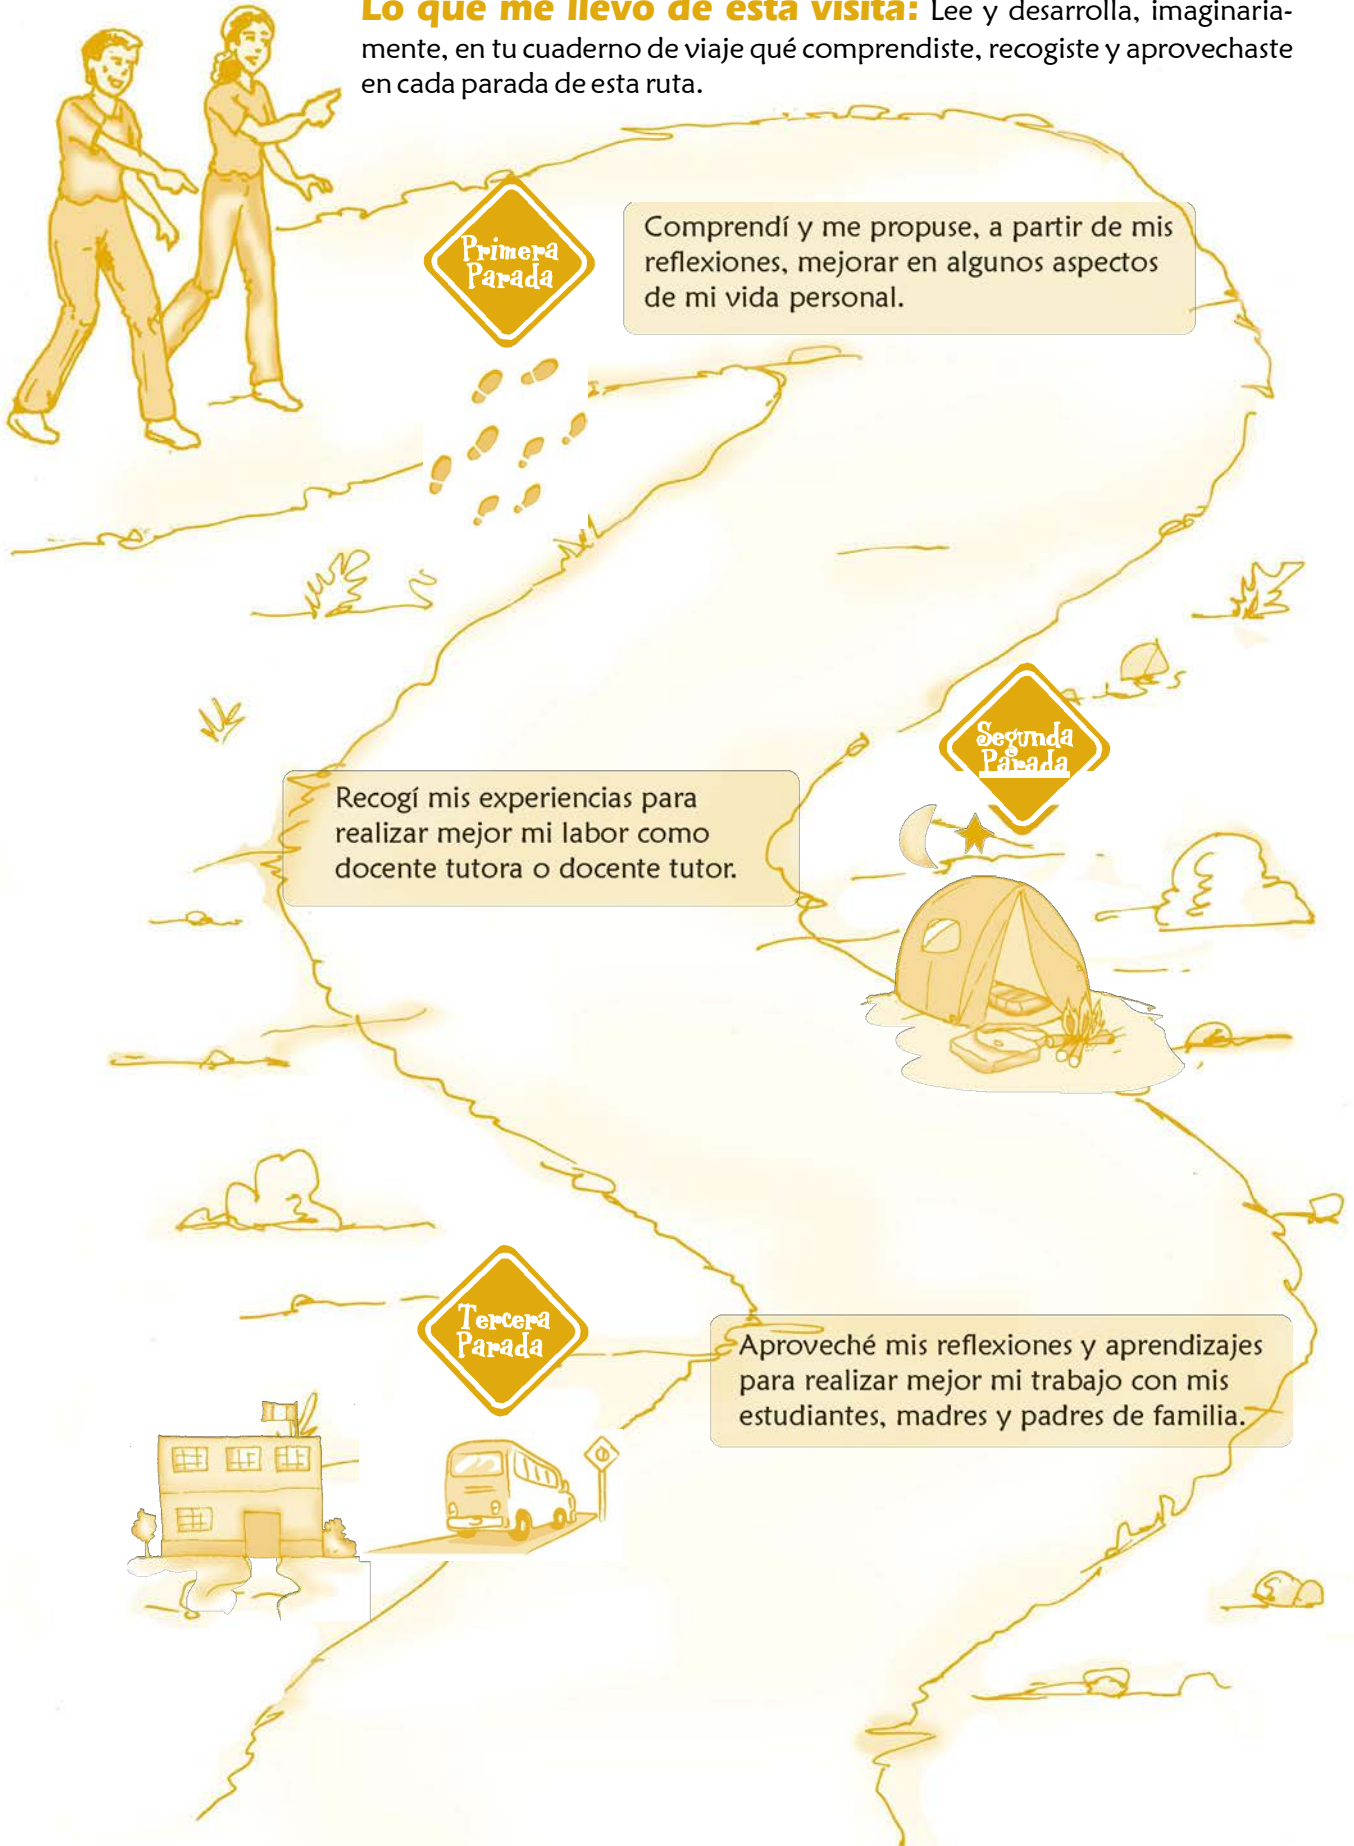 Lo que me llevo de esta visita: Lee y desarrolla, imaginaria-
mente, en tu cuaderno de viaje qué comprendiste, recogiste y aprovechaste
en cada parada de esta ruta.
Primera
Parada
Comprendí y me propuse, a partir de mis
reflexiones, mejorar en algunos aspectos
de mi vida personal.
Segunda
Parada
Recogí mis experiencias para
realizar mejor mi labor como
docente tutora o docente tutor.
Tercera
Parada
Aproveché mis reflexiones y aprendizajes
para realizar mejor mi trabajo con mis
estudiantes, madres y padres de familia.